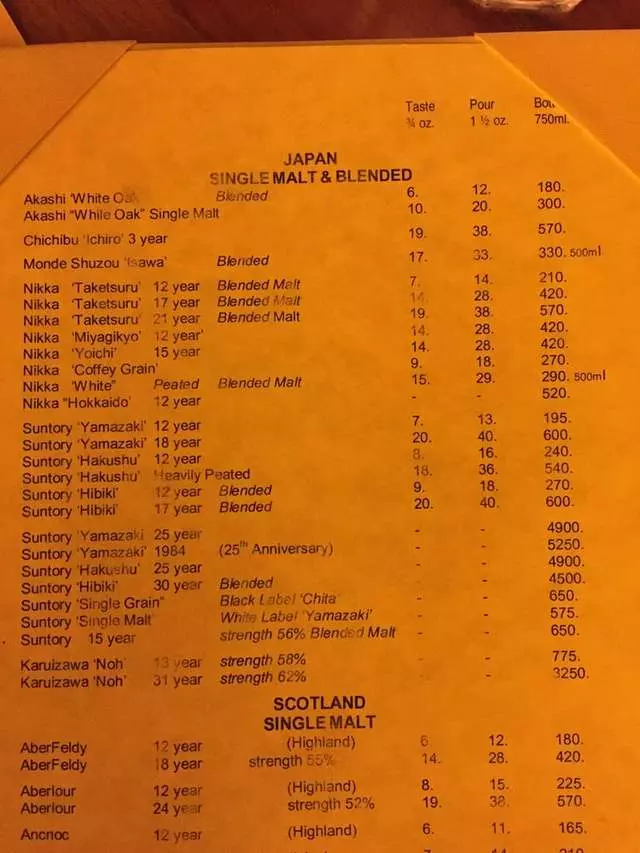 Taste Pour
¾ oz. 1 ½ oz. 750ml.
JAPAN
SINGLE MALT & BLENDED
Akashi 'White Oak Blended 6. 12. 180.
Akashi "While Oak" Single Malt 10. 20. 300.
Chichibu 'Ichiro' 3 year 19. 38. 570.
Monde Shuzou 'Isawa' Blended 17. 33. 330. 500ml
Nikka 'Taketsuru' 12 year Blended Malt 7. 14. 210.
Nikka 'Taketsuru' 17 year Blended Malt 14. 28. 420.
Nikka 'Taketsuru' 21 year Blended Malt 19. 38. 570.
Nikka 'Miyagikyo' 12 year' 14. 28. 420.
Nikka 'Yoichi' 15 year 14. 28. 420.
Nikka 'Coffey Grain' 9. 18. 270.
Nikka 'White" Peated Blended Malt 15. 29. 290. 500ml
Nikka "Hokkaido' 12 year - - 520.
Suntory 'Yamazaki' 12 year 7. 13. 195.
Suntory 'Yamazaki' 18 year 20. 40. 600.
Suntory 'Hakushu' 12 year 8. 16. 240.
Suntory 'Hakushu' Heavily Peated 18. 36. 540.
Suntory 'Hibiki' 12 year Blended 9. 18. 270.
Suntory 'Hibiki' 17 year Blended 20. 40. 600.
Suntory 'Yamazaki 25 year - - 4900.
Suntory 'Yamazaki' 1984 (25th Anniversary) - - 5250.
Suntory 'Hakushu' 25 year - - 4900.
Suntory 'Hibiki' 30 year Blended - - 4500.
Suntory 'Single Grain" Black Label 'Chita' - - 650.
Suntory 'Single Malt' White Label 'Yamazaki' - - 575.
Suntory 15 year strength 56% Blended Malt - - 650.
Karuizawa 'Noh' 13 year strength 58% - - 775.
Karuizawa 'Noh' 31 year strength 62% - - 3250.
SCOTLAND
SINGLE MALT
AberFeldy 12 year (Highland) 6. 12. 180.
AberFeldy 18 year strength 55% 14. 28. 420.
Aberlour 12 year (Highland) 8. 15. 225.
Aberlour 24 year strength 52% 19. 38. 570.
Ancnoc 12 year (Highland) 6. 11. 165.